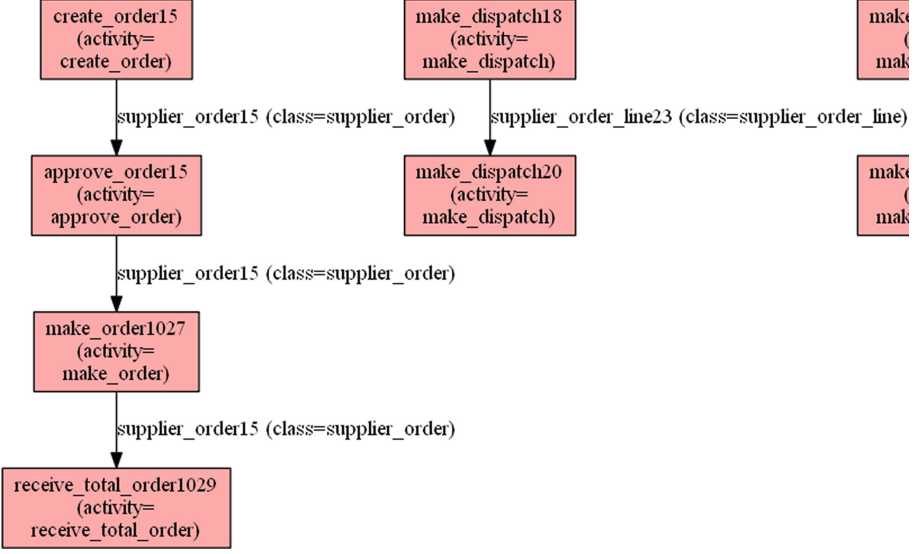 create_order15
(activity=
create_order)
supplier_order15 (class=supplier_order)
approve_order15
(activity=
approve_order)
supplier_order15 (class=supplier_order)
make_order1027
(activity=
make_order)
supplier_order15 (class=supplier_order)
receive_total_order1029
(activity=
receive_total_order)
make_dispatch18
(activity=
make_dispatch)
supplier_order_line23 (class=supplier_order_line)
make_dispatch20
(activity=
make_dispatch)